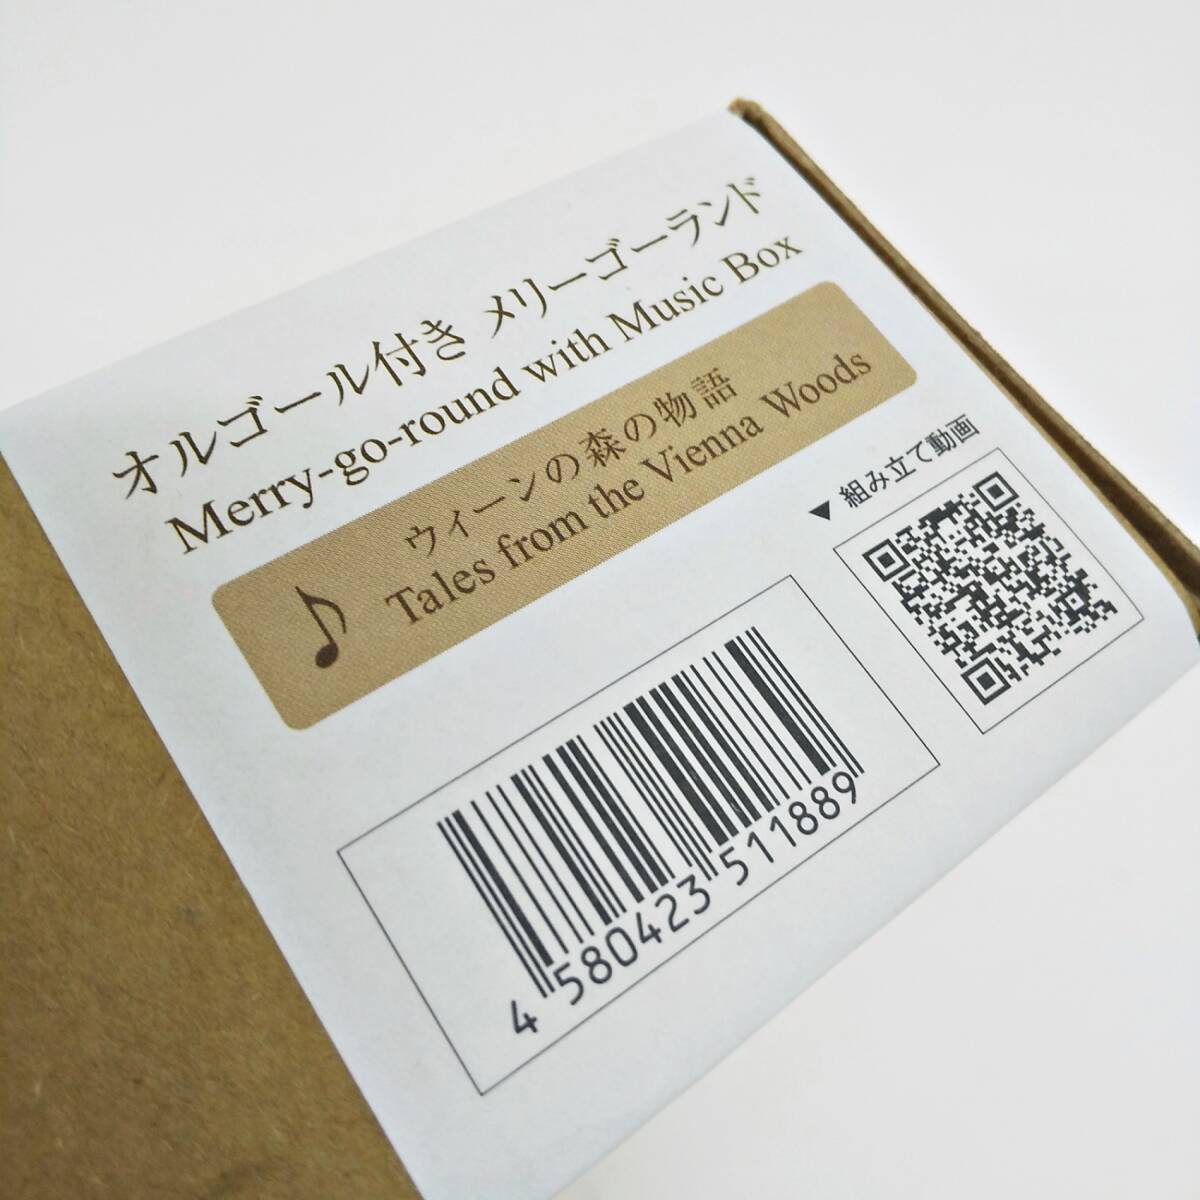 オルゴール付き メリーゴーランド
Merry-go-round with Music Box
ウィーンの森の物語
Tales from the Vienna Woods
▼ 組み立て動画
4 580423 511889